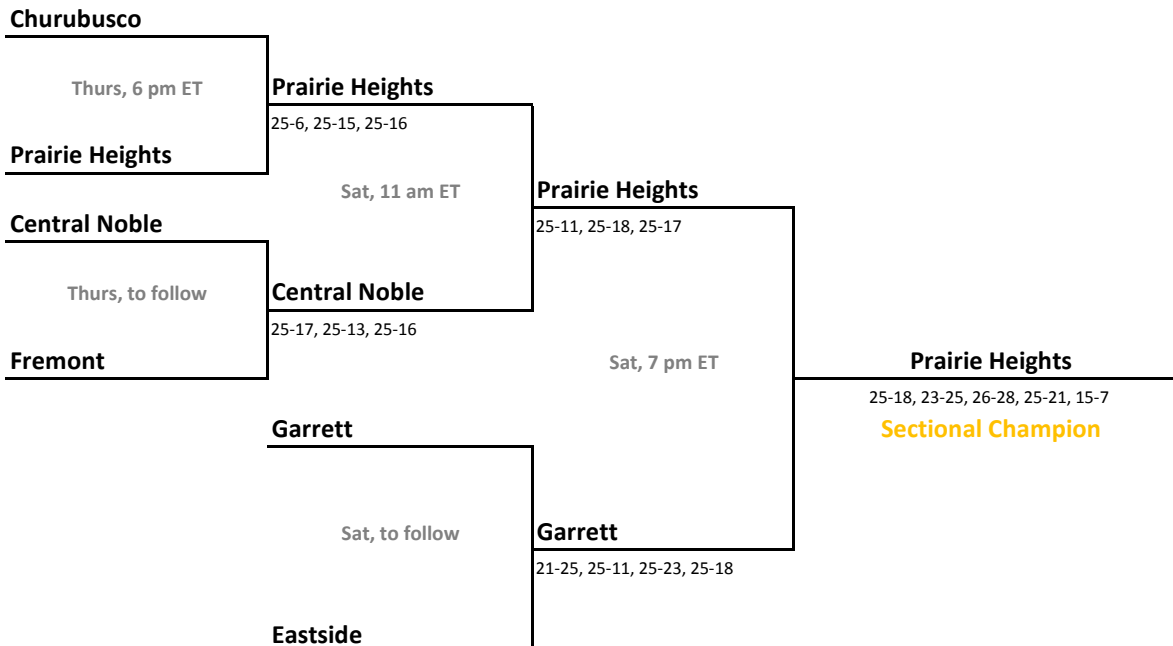 Churubusco
Thurs, 6 pm ET
Prairie Heights
25-6, 25-15, 25-16
Prairie Heights
Sat, 11 am ET
Prairie Heights
Central Noble
25-11, 25-18, 25-17
Thurs, to follow
Central Noble
25-17, 25-13, 25-16
Fremont
Sat, 7 pm ET
Prairie Heights
25-18, 23-25, 26-28, 25-21, 15-7
Garrett
Sectional Champion
Sat, to follow
Garrett
21-25, 25-11, 25-23, 25-18
Eastside